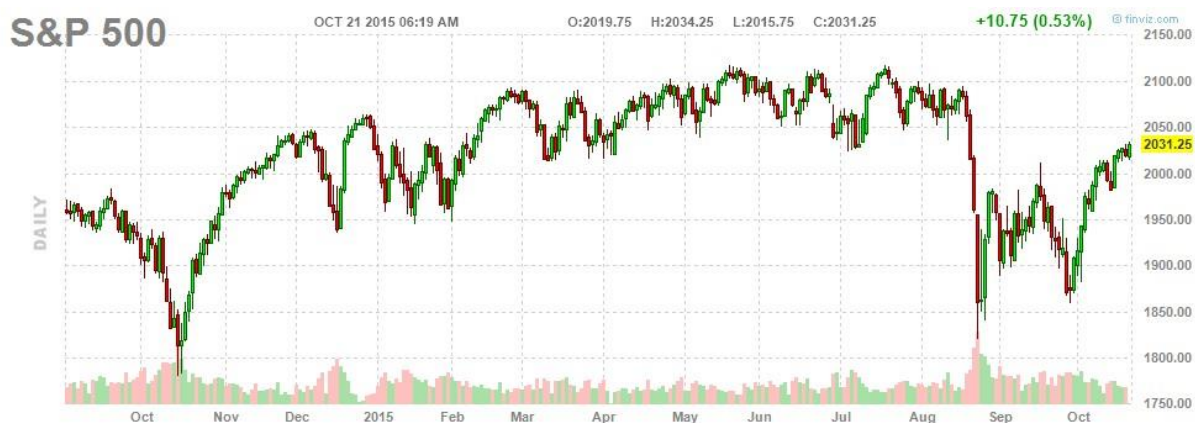 S&P 500
OCT 21 2015 06:19 AM O:2019.75 H:2034.25 L:2015.75 C:2031.25 +10.75 (0.53%) © finviz.com
2150.00
2100.00
2050.00
2031.25
2000.00
1950.00
1900.00
1850.00
1800.00
1750.00
DAILY
Oct Nov Dec 2015 Feb Mar Apr May Jun Jul Aug Sep Oct